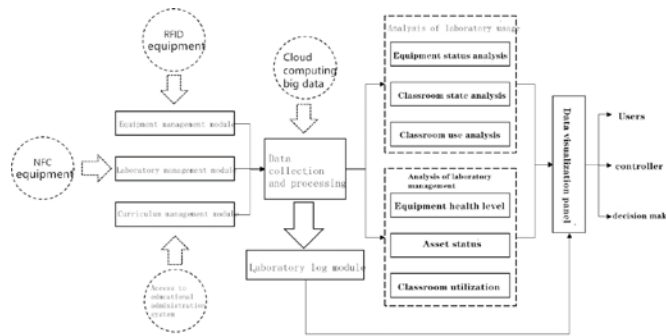 RFID
equipment
Cloud
computing
big data
NFC
equipment
Equipment management module
Laboratory management module
Curriculum management module
Access to
educational
administration
system
Data
collection
and processing
Laboratory log module
Analysis of laboratory usage
Equipment status analysis
Classroom state analysis
Classroom use analysis
Analysis of laboratory
management
Equipment health level
Asset status
Classroom utilization
Data visualization panel
Users
controller
decision mak